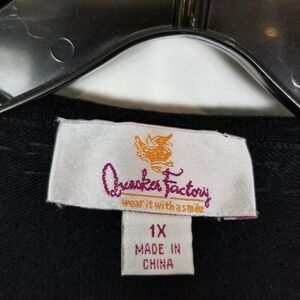 Quacker Factory
wear it with a smile
1X
MADE IN
CHINA